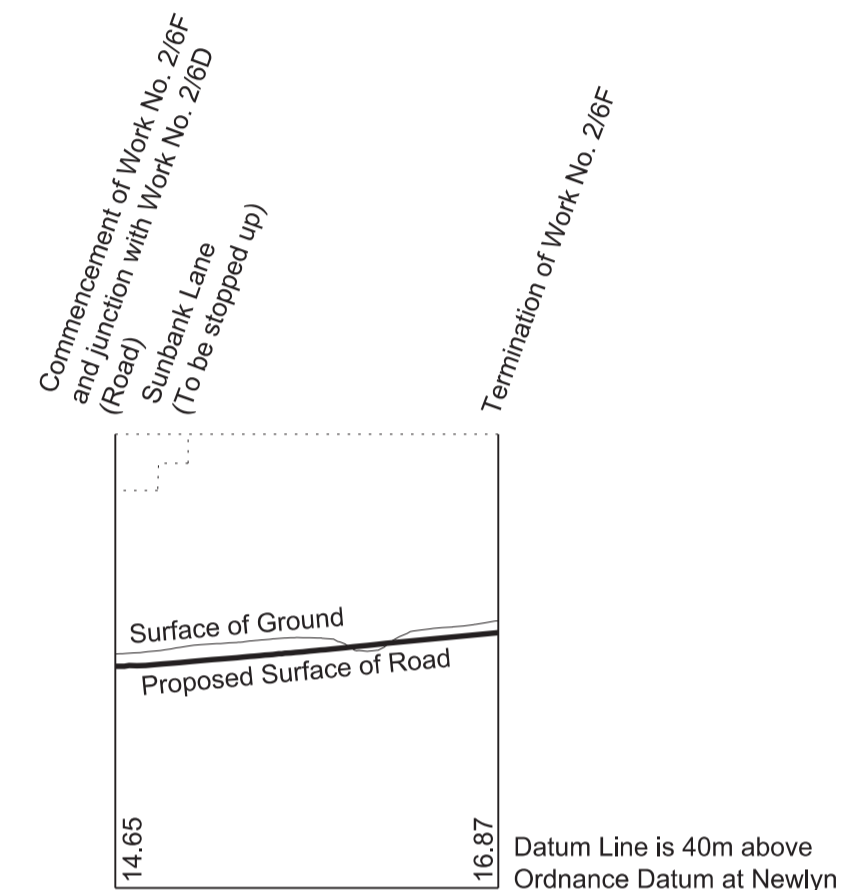 Commencement of Work No. 2/6F
and junction with Work No. 2/6D
(Road)
Sunbank Lane
(To be stopped up)
Termination of Work No. 2/6F
Surface of Ground
Proposed Surface of Road
14.65
16.87
Datum Line is 40m above
Ordnance Datum at Newlyn